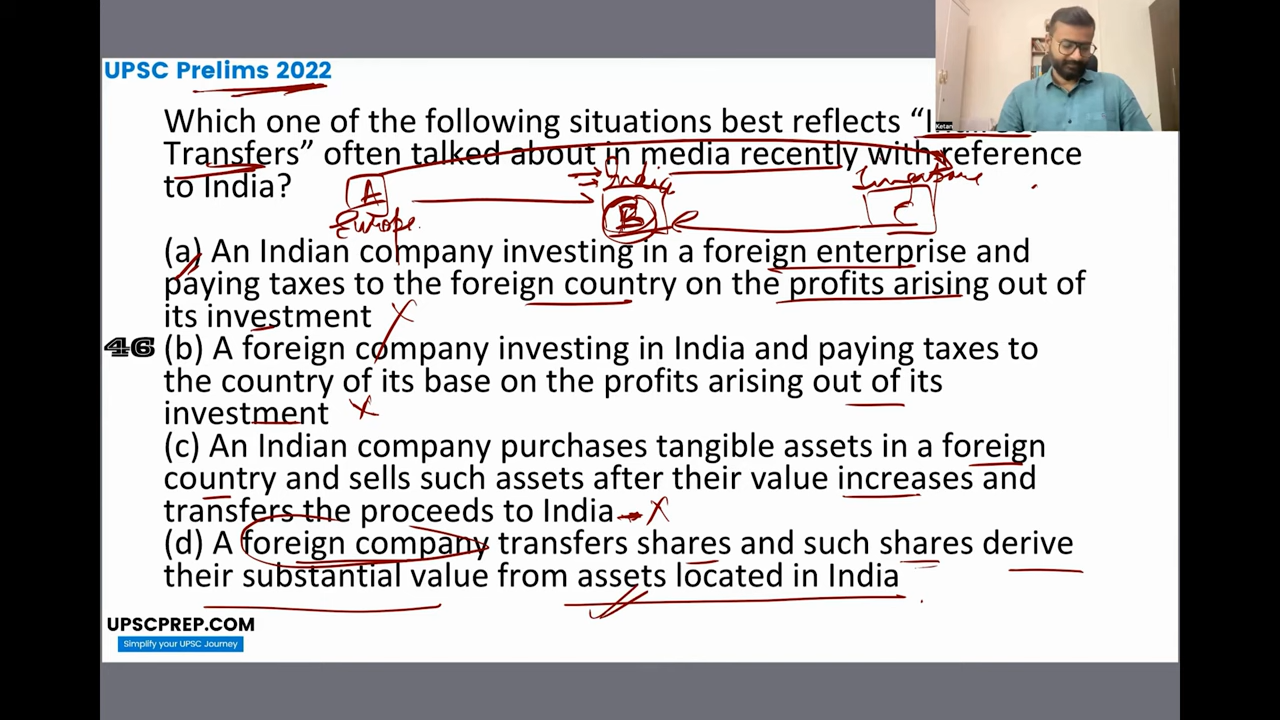 UPSC Prelims 2022
Ketan
Which one of the following situations best reflects “
Transfers” often talked about in media recently with reference
to India?
India
A
B
C
Europe
(a) An Indian company investing in a foreign enterprise and
paying taxes to the foreign country on the profits arising out of
its investment
46
(b) A foreign company investing in India and paying taxes to
the country of its base on the profits arising out of its
investment
(c) An Indian company purchases tangible assets in a foreign
country and sells such assets after their value increases and
transfers the proceeds to India
(d) A foreign company transfers shares and such shares derive
their substantial value from assets located in India
UPSCPREP.COM
Simplify your UPSC Journey